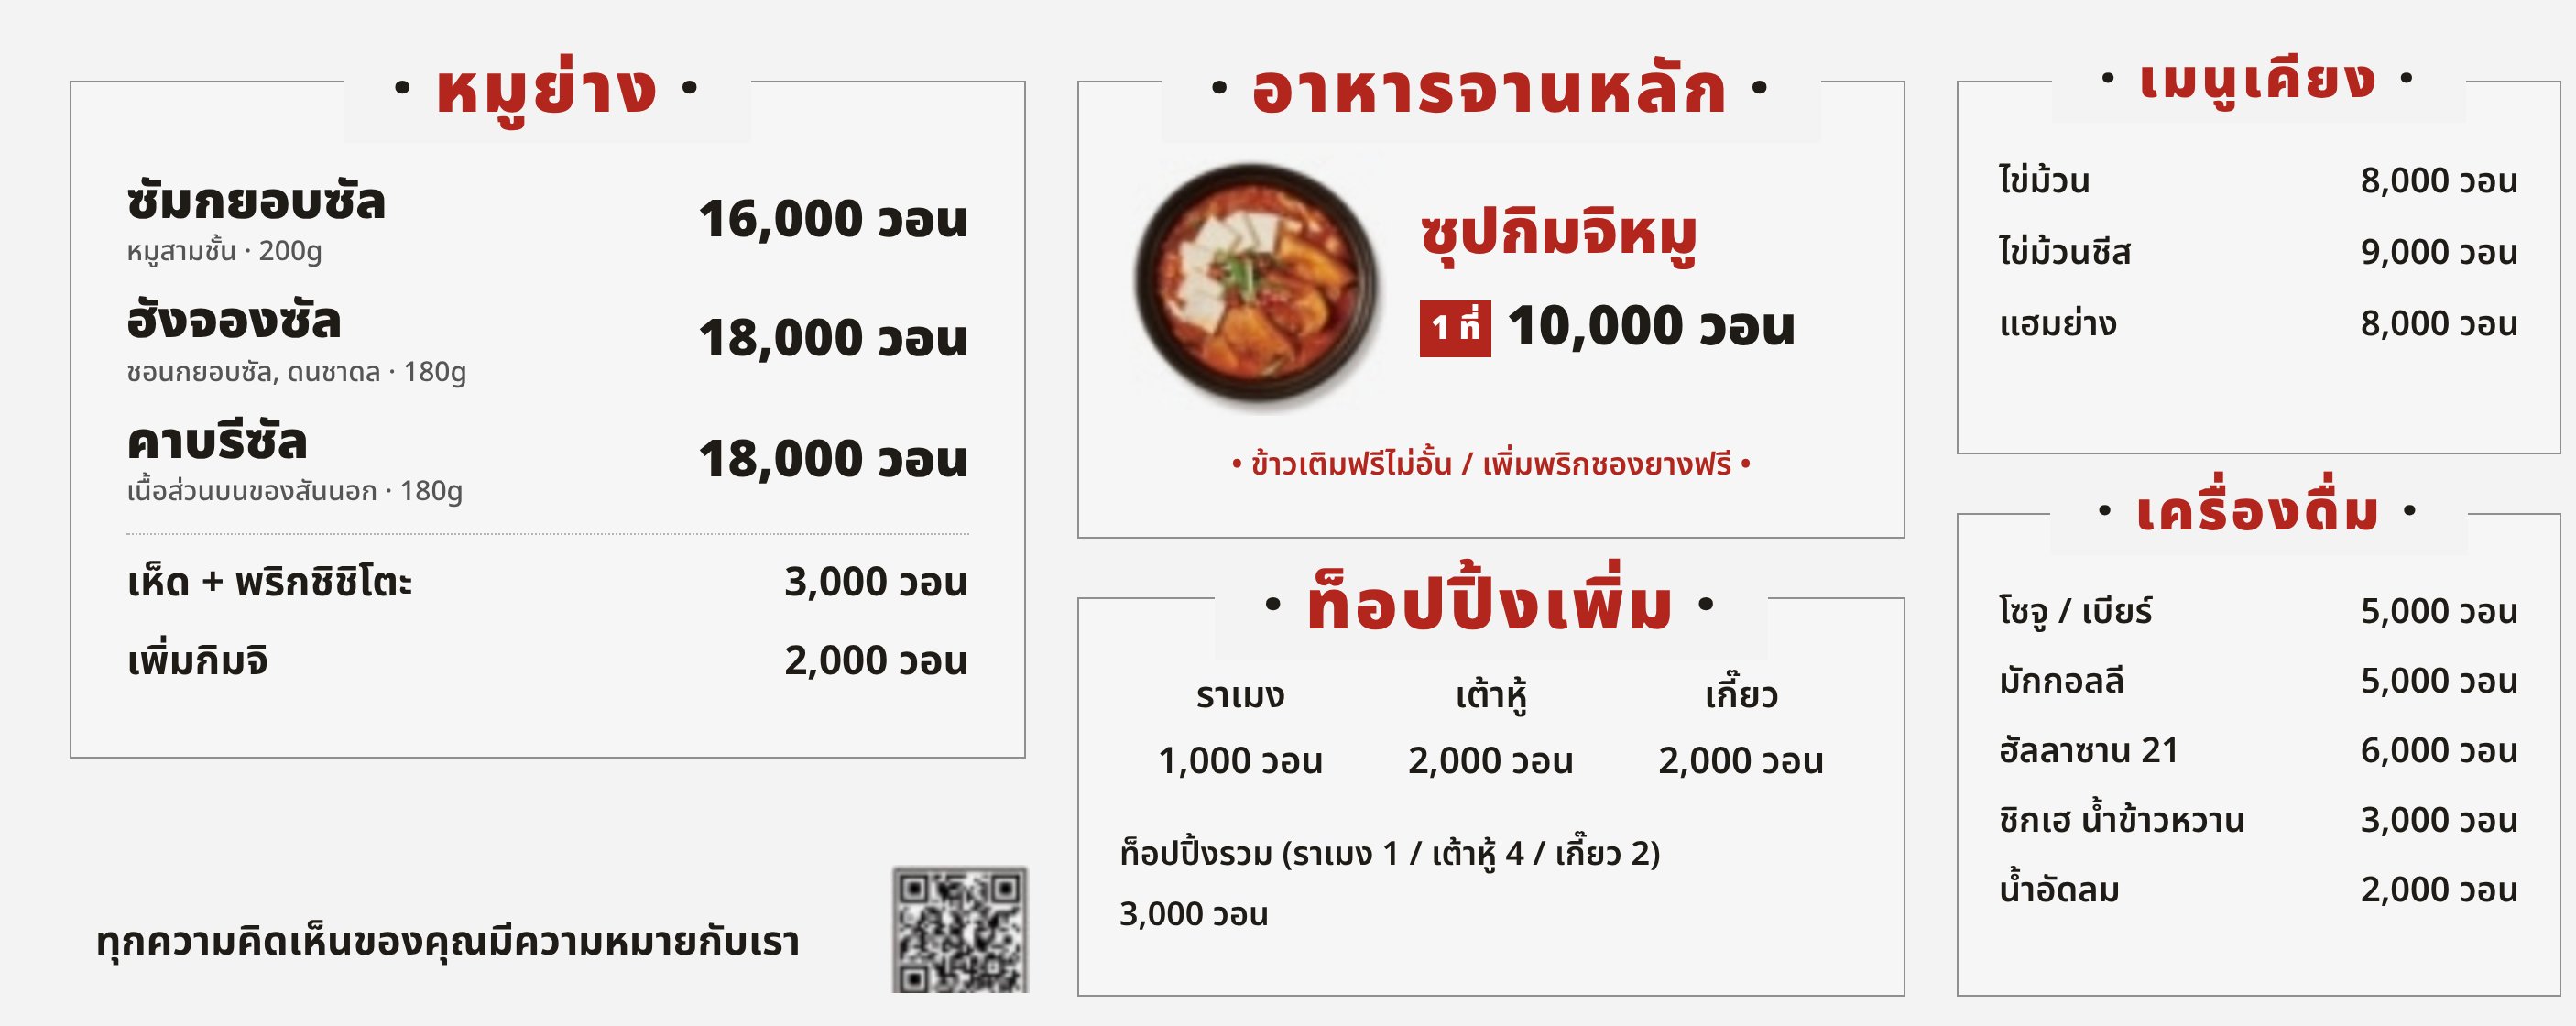 • หมูย่าง •
ซัมกยอบซัล 16,000 วอน
หมูสามชั้น · 200g
ฮังจองซัล 18,000 วอน
ชอนกยอบซัล, ดนชาดล · 180g
คาบรีซัล 18,000 วอน
เนื้อส่วนบนของสันนอก · 180g
เห็ด + พริกชิชิโตะ 3,000 วอน
เพิ่มกิมจิ 2,000 วอน
ทุกความคิดเห็นของคุณมีความหมายกับเรา
• อาหารจานหลัก •
ซุปกิมจิหมู
1 ที่ 10,000 วอน
• ข้าวเติมฟรีไม่อั้น / เพิ่มพริกชองยางฟรี •
• ท็อปปิ้งเพิ่ม •
ราเมง เต้าหู้ เกี๊ยว
1,000 วอน 2,000 วอน 2,000 วอน
ท็อปปิ้งรวม (ราเมง 1 / เต้าหู้ 4 / เกี๊ยว 2)
3,000 วอน
• เมนูเคียง •
ไข่ม้วน 8,000 วอน
ไข่ม้วนชีส 9,000 วอน
แฮมย่าง 8,000 วอน
• เครื่องดื่ม •
โซจู / เบียร์ 5,000 วอน
มักกอลลี 5,000 วอน
ฮัลลาซาน 21 6,000 วอน
ชิกเฮ น้ำข้าวหวาน 3,000 วอน
น้ำอัดลม 2,000 วอน